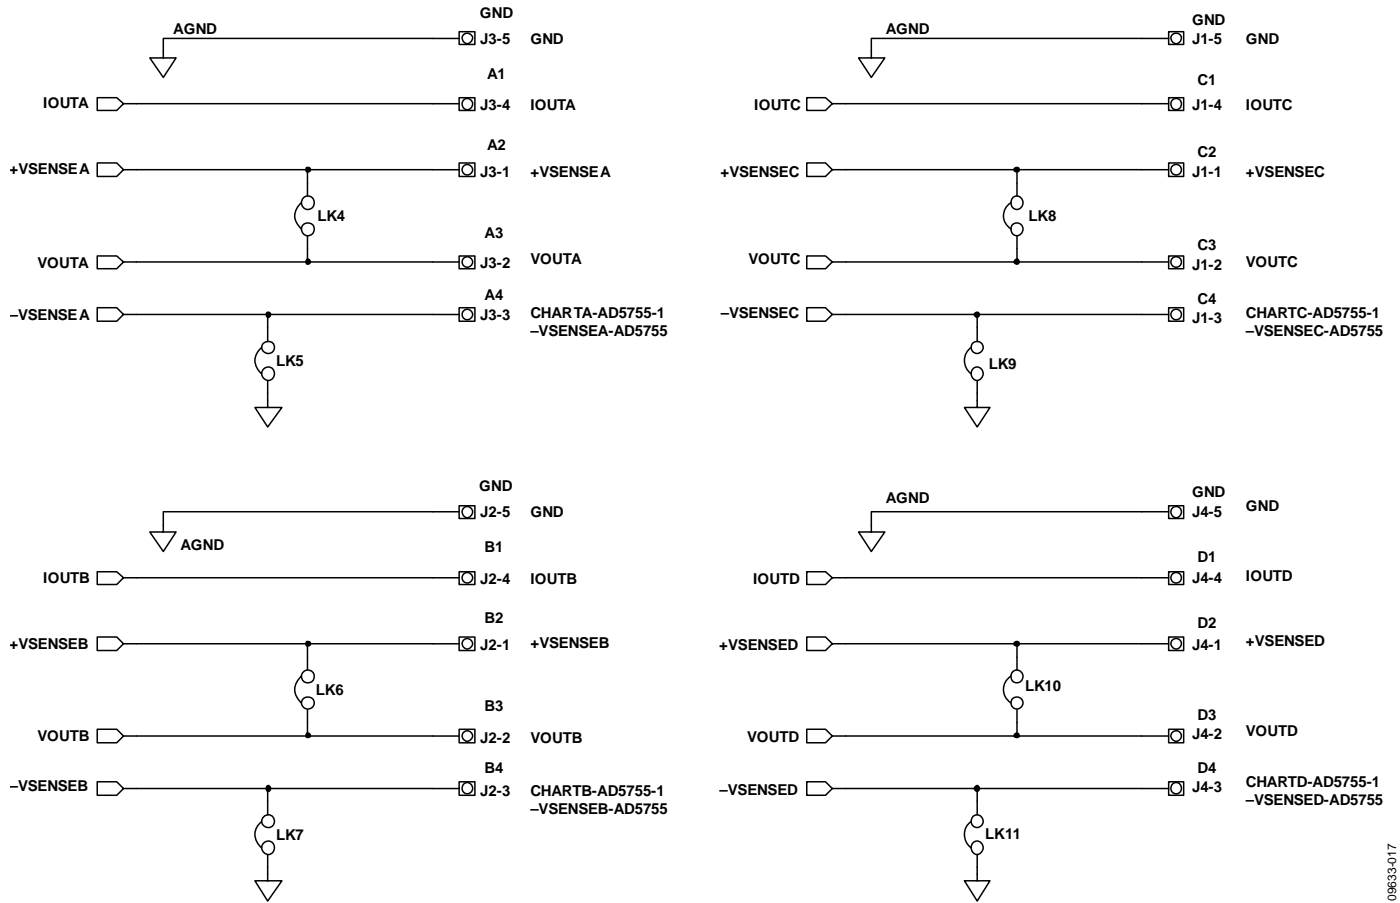 GND
AGND
J3-5 GND
A1
IOUTA
J3-4 IOUTA
A2
+VSENSEA
J3-1 +VSENSEA
LK4
A3
VOUTA
J3-2 VOUTA
A4
–VSENSEA
J3-3 CHARTA-AD5755-1
–VSENSEA-AD5755
LK5
GND
AGND
J1-5 GND
C1
IOUTC
J1-4 IOUTC
C2
+VSENSEC
J1-1 +VSENSEC
LK8
C3
VOUTC
J1-2 VOUTC
C4
–VSENSEC
J1-3 CHARTC-AD5755-1
–VSENSEC-AD5755
LK9
GND
J2-5 GND
AGND
B1
IOUTB
J2-4 IOUTB
B2
+VSENSEB
J2-1 +VSENSEB
LK6
B3
VOUTB
J2-2 VOUTB
B4
–VSENSEB
J2-3 CHARTB-AD5755-1
–VSENSEB-AD5755
LK7
GND
AGND
J4-5 GND
D1
IOUTD
J4-4 IOUTD
D2
+VSENSED
J4-1 +VSENSED
LK10
D3
VOUTD
J4-2 VOUTD
D4
–VSENSED
J4-3 CHARTD-AD5755-1
–VSENSED-AD5755
LK11
09633-017